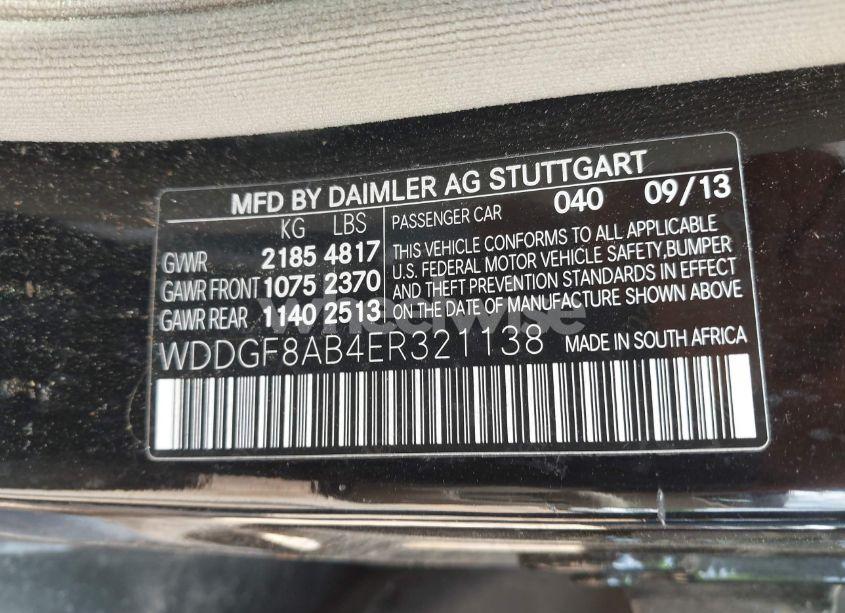 MFD BY DAIMLER AG STUTTGART 040 09/13
KG LBS
GVWR 2185 4817
GAWR FRONT 1075 2370
GAWR REAR 1140 2513
PASSENGER CAR
THIS VEHICLE CONFORMS TO ALL APPLICABLE
U.S. FEDERAL MOTOR VEHICLE SAFETY,BUMPER
AND THEFT PREVENTION STANDARDS IN EFFECT
ON THE DATE OF MANUFACTURE SHOWN ABOVE
WDDGF8AB4ER321138 MADE IN SOUTH AFRICA
Wheelwise